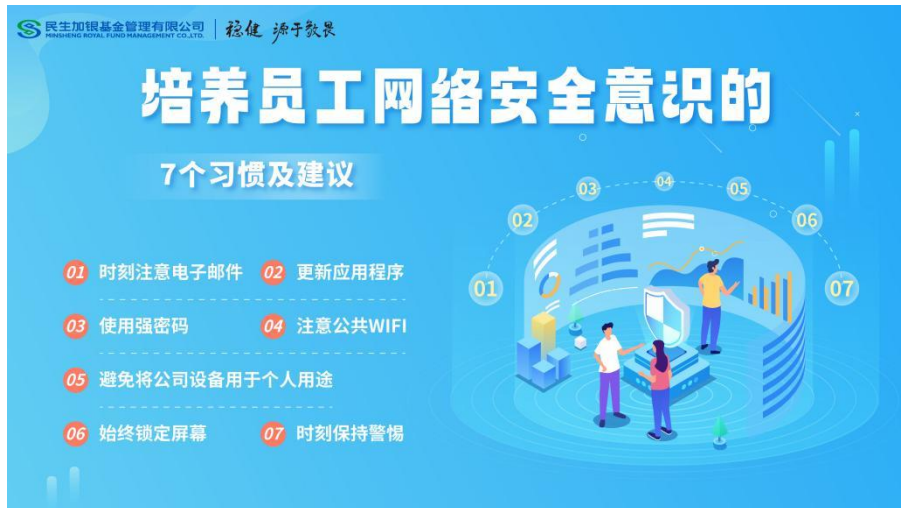 民生加银基金管理有限公司
MINSHENG ROYAL FUND MANAGEMENT CO.,LTD.
稳健 源于敬畏
培养员工网络安全意识的
7个习惯及建议
01 时刻注意电子邮件
02 更新应用程序
03 使用强密码
04 注意公共WIFI
05 避免将公司设备用于个人用途
06 始终锁定屏幕
07 时刻保持警惕
01
02
03
04
05
06
07